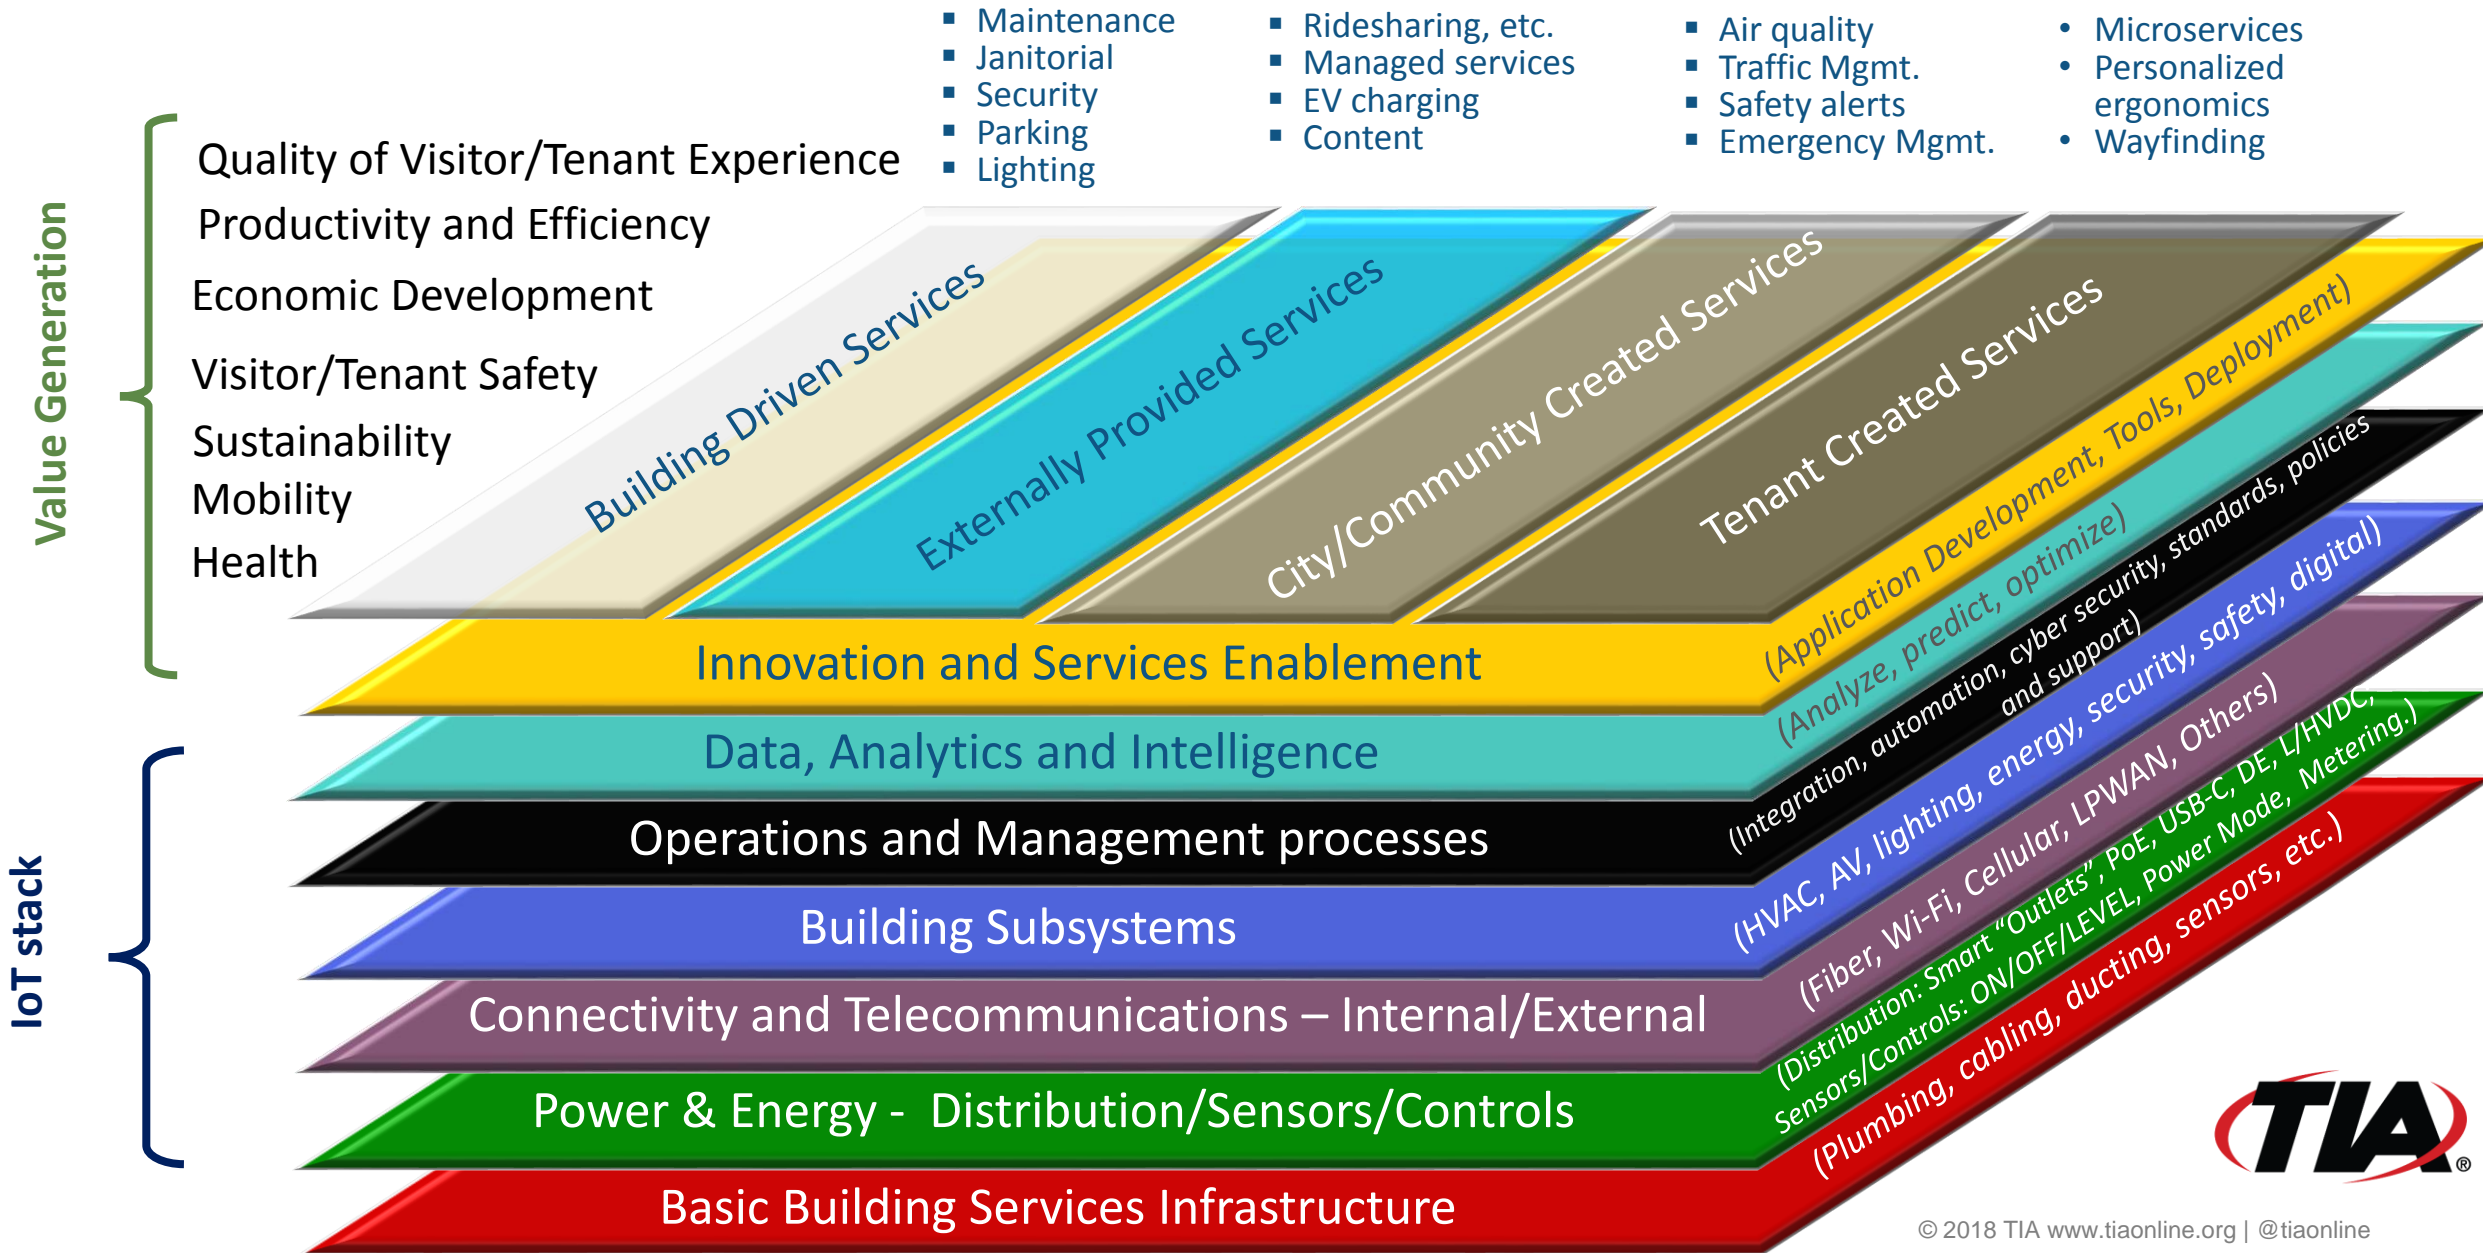 Maintenance
Janitorial
Security
Parking
Lighting
Ridesharing, etc.
Managed services
EV charging
Content
Air quality
Traffic Mgmt.
Safety alerts
Emergency Mgmt.
Microservices
Personalized
ergonomics
Wayfinding
Value Generation
Quality of Visitor/Tenant Experience
Productivity and Efficiency
Economic Development
Visitor/Tenant Safety
Sustainability
Mobility
Health
Building Driven Services
Externally Provided Services
City/Community Created Services
Tenant Created Services
Innovation and Services Enablement
(Application Development, Tools, Deployment)
IoT stack
Data, Analytics and Intelligence
(Analyze, predict, optimize)
Operations and Management processes
(Integration, automation, cyber security, standards, policies
and support)
Building Subsystems
(HVAC, AV, lighting, energy, security, safety, digital)
Connectivity and Telecommunications – Internal/External
(Fiber, Wi-Fi, Cellular, LPWAN, Others)
Power & Energy - Distribution/Sensors/Controls
(Distribution: Smart “Outlets”, PoE, USB-C, DE, L/HVDC,
Sensors/Controls: ON/OFF/LEVEL, Power Mode, Metering.)
Basic Building Services Infrastructure
(Plumbing, cabling, ducting, sensors, etc.)
TIA®
© 2018 TIA www.tiaonline.org | @tiaonline